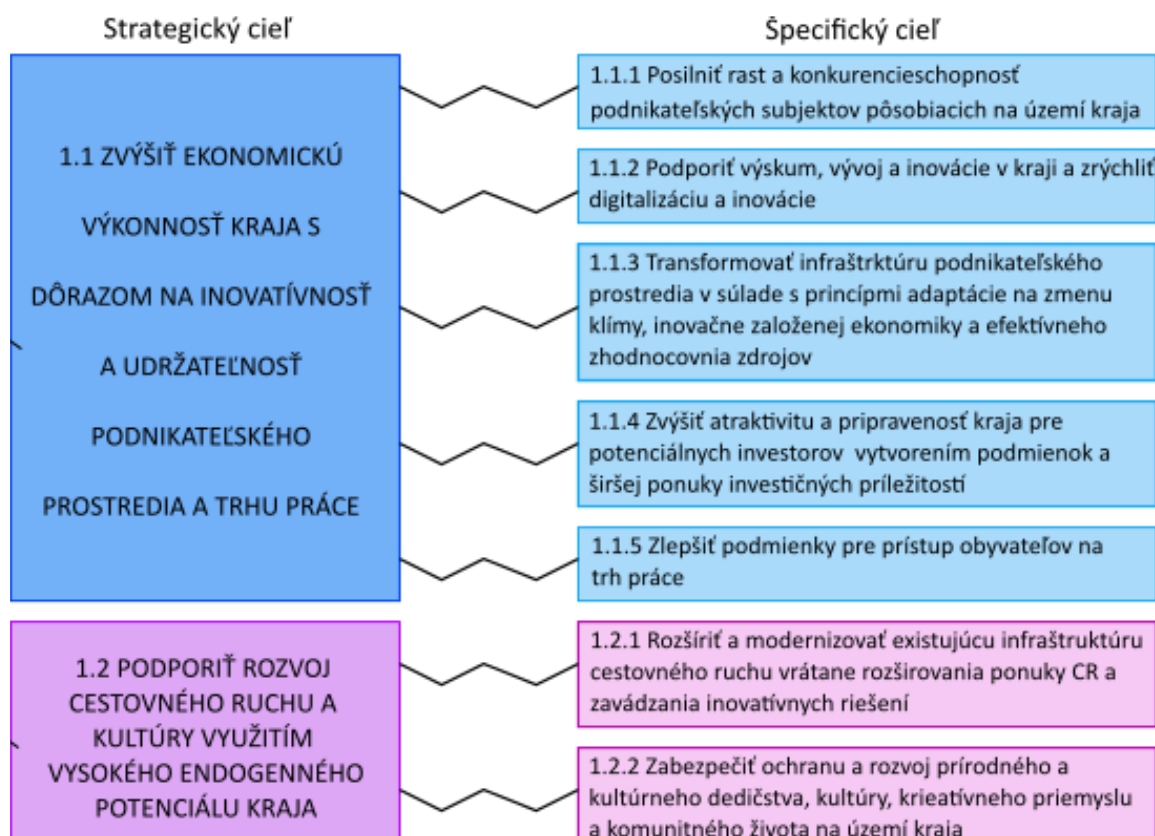 Strategický cieľ
Špecifický cieľ
1.1 ZVÝŠIŤ EKONOMICKÚ
VÝKONNOSŤ KRAJA S
DÔRAZOM NA INOVATÍVNOSŤ
A UDRŽATEĽNOSŤ
PODNIKATEĽSKÉHO
PROSTREDIA A TRHU PRÁCE
1.1.1 Posilniť rast a konkurencieschopnosť
podnikateľských subjektov pôsobiacich na území kraja
1.1.2 Podporiť výskum, vývoj a inovácie v kraji a zrýchliť
digitalizáciu a inovácie
1.1.3 Transformovať infraštrktúru podnikateľského
prostredia v súlade s princípmi adaptácie na zmenu
klímy, inovačne založenej ekonomiky a efektívneho
zhodnocovnia zdrojov
1.1.4 Zvýšiť atraktivitu a pripravenosť kraja pre
potenciálnych investorov vytvorením podmienok a
širšej ponuky investičných príležitostí
1.1.5 Zlepšiť podmienky pre prístup obyvateľov na
trh práce
1.2 PODPORIŤ ROZVOJ
CESTOVNÉHO RUCHU A
KULTÚRY VYUŽITÍM
VYSOKÉHO ENDOGENNÉHO
POTENCIÁLU KRAJA
1.2.1 Rozšíriť a modernizovať existujúcu infraštruktúru
cestovného ruchu vrátane rozširovania ponuky CR a
zavádzania inovatívnych riešení
1.2.2 Zabezpečiť ochranu a rozvoj prírodného a
kultúrneho dedičstva, kultúry, krieatívneho priemyslu
a komunitného života na území kraja